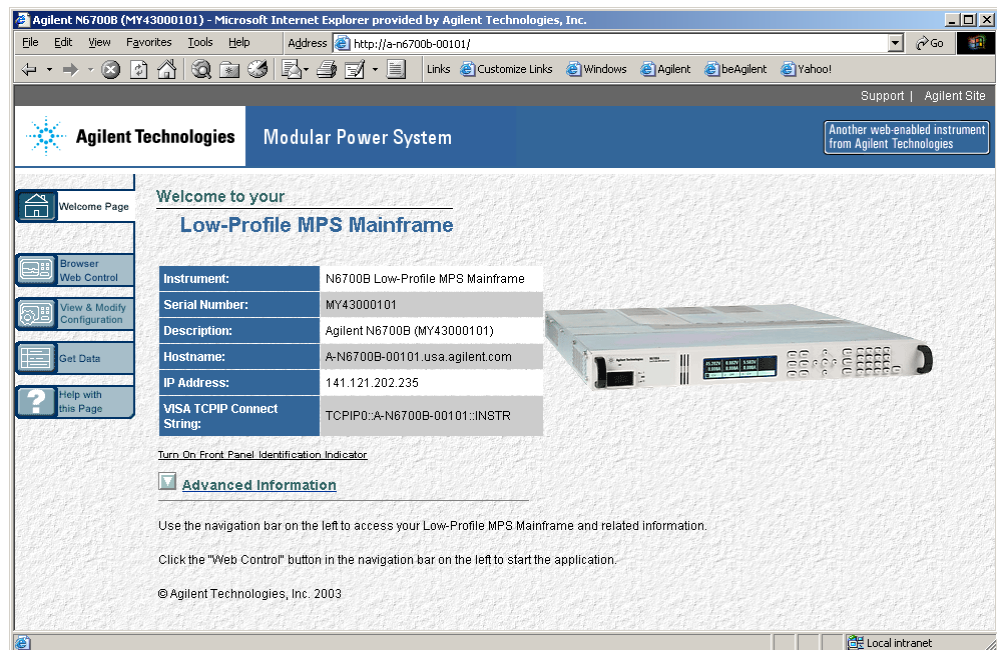 Agilent N6700B (MY43000101) - Microsoft Internet Explorer provided by Agilent Technologies, Inc.
File Edit View Favorites Tools Help Address http://a-n6700b-00101/ Go
Links Customize Links Windows Agilent beAgilent Yahoo!
Support | Agilent Site
Agilent Technologies Modular Power System
Another web-enabled instrument
from Agilent Technologies
Welcome Page
Browser
Web Control
View & Modify
Configuration
Get Data
Help with
this Page
Welcome to your
Low-Profile MPS Mainframe
Instrument: N6700B Low-Profile MPS Mainframe
Serial Number: MY43000101
Description: Agilent N6700B (MY43000101)
Hostname: A-N6700B-00101.usa.agilent.com
IP Address: 141.121.202.235
VISA TCPIP Connect
String: TCPIP0::A-N6700B-00101::INSTR
Turn On Front Panel Identification Indicator
Advanced Information
Use the navigation bar on the left to access your Low-Profile MPS Mainframe and related information.
Click the "Web Control" button in the navigation bar on the left to start the application.
© Agilent Technologies, Inc. 2003
Local intranet